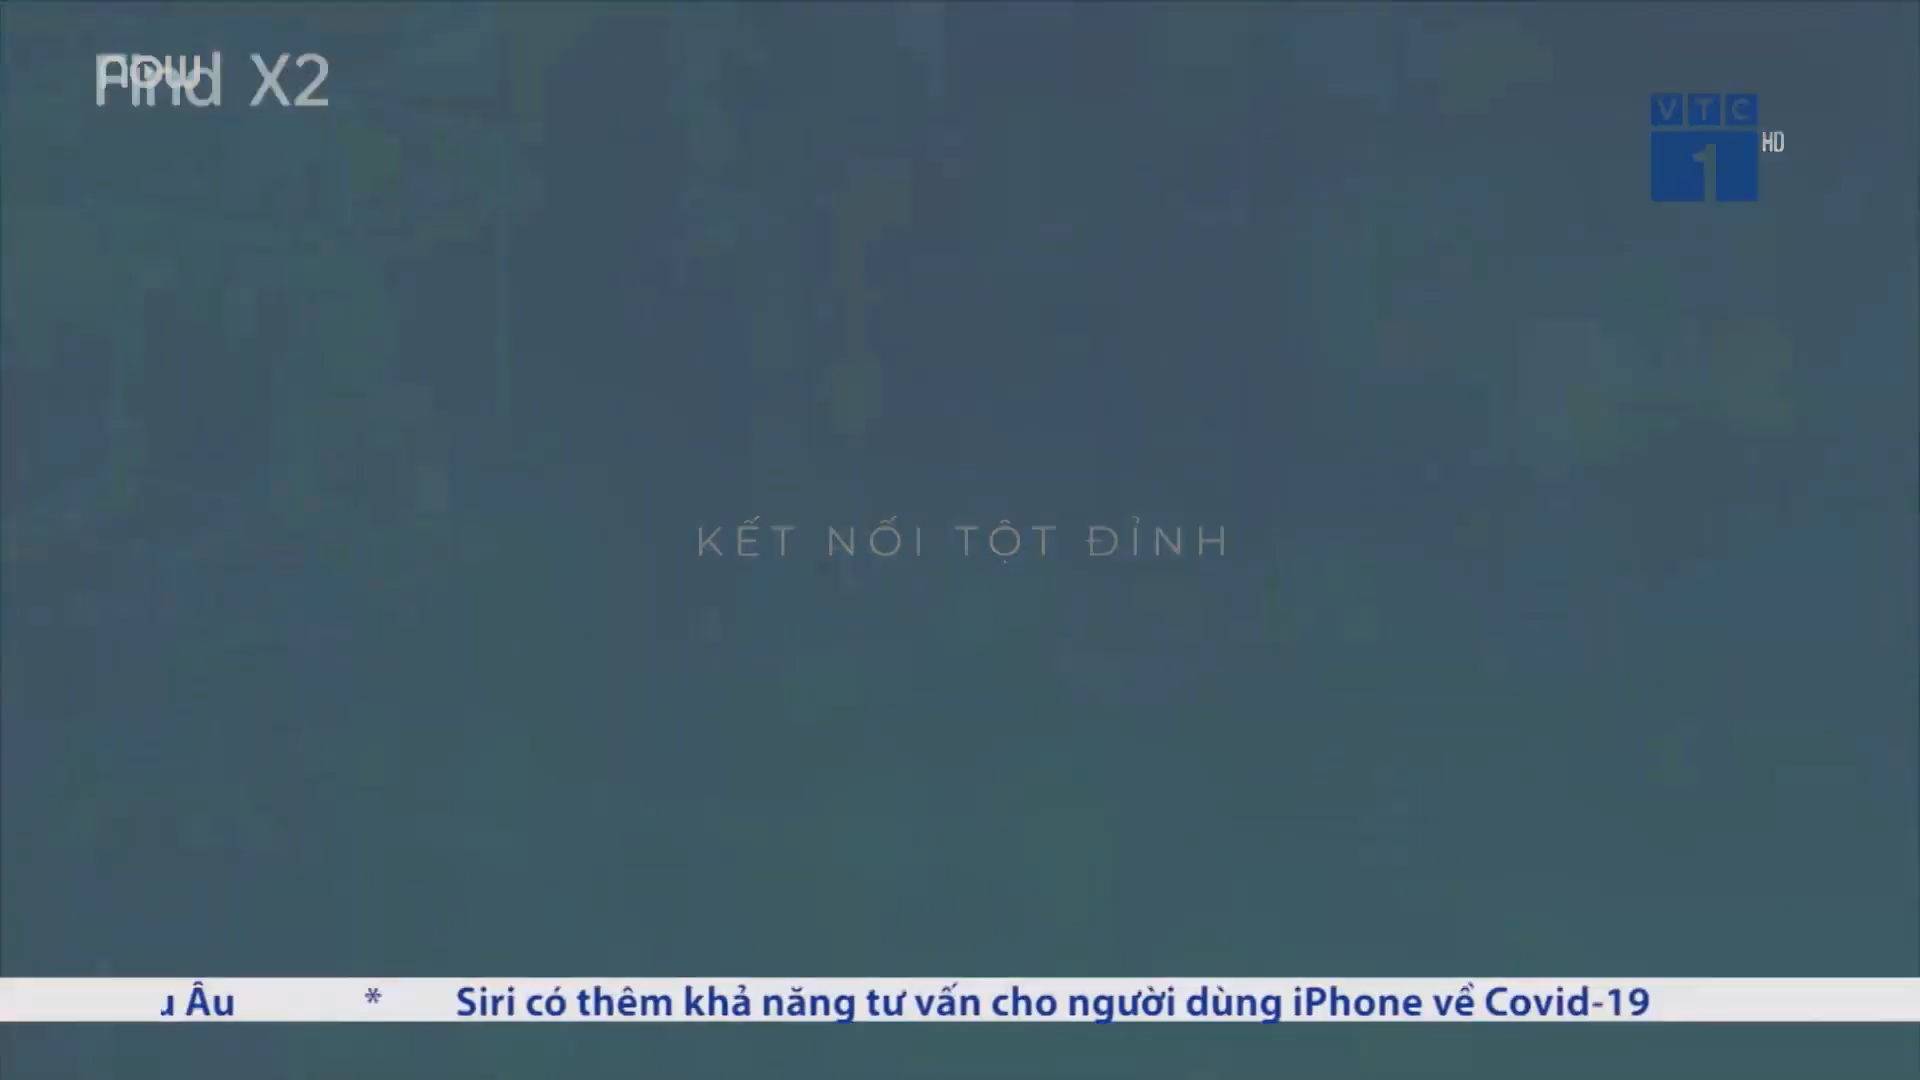 Find X2
now
VTC
1
HD
KẾT NỐI TỘT ĐỈNH
u Âu * Siri có thêm khả năng tư vấn cho người dùng iPhone về Covid-19